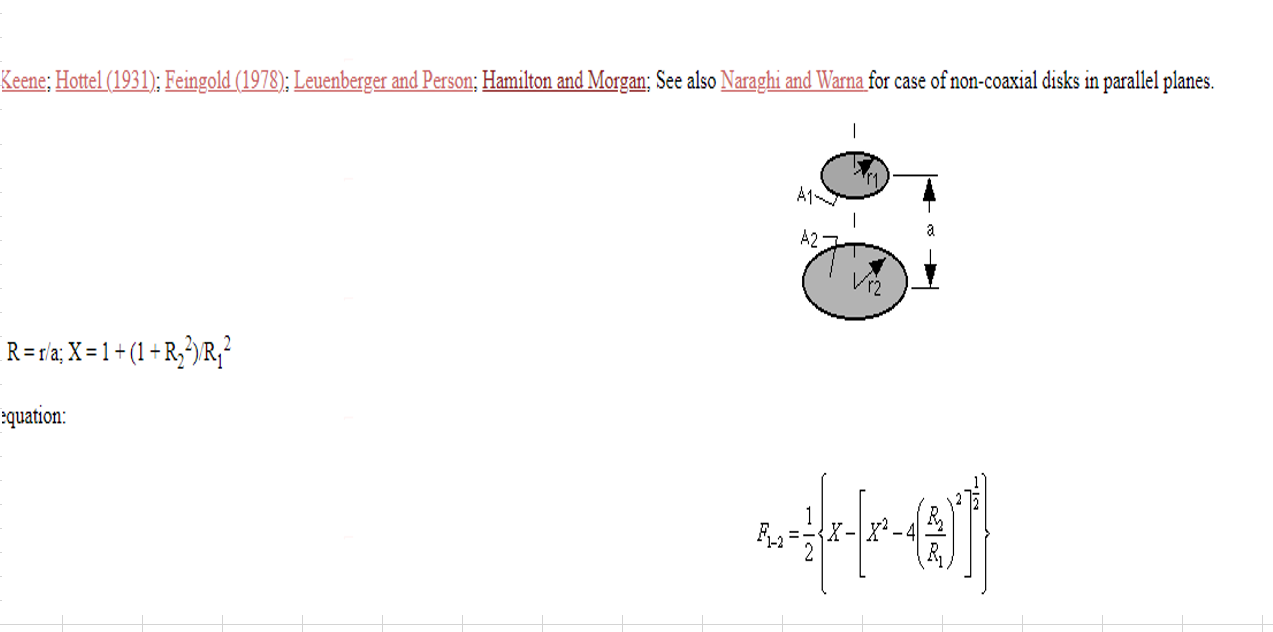 Keene; Hottel (1931); Feingold (1978); Leuenberger and Person; Hamilton and Morgan; See also Naraghi and Warna for case of non-coaxial disks in parallel planes.
r1
A1
a
A2
r2
R = r/a; X = 1 + (1 + R₂²)/R₁²
equation:
F₁₋₂ = 1/2 { X − [ X² − 4 ( R₂/R₁ )² ]^(1/2) }